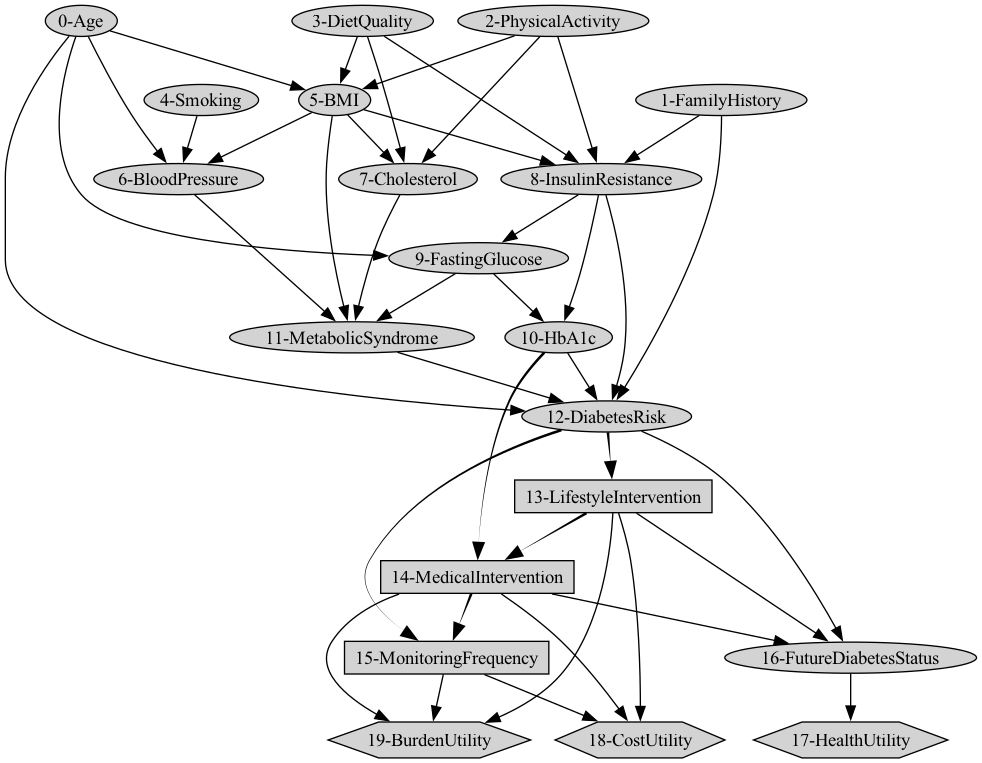 0-Age
3-DietQuality
2-PhysicalActivity
4-Smoking
5-BMI
1-FamilyHistory
6-BloodPressure
7-Cholesterol
8-InsulinResistance
9-FastingGlucose
11-MetabolicSyndrome
10-HbA1c
12-DiabetesRisk
13-LifestyleIntervention
14-MedicalIntervention
15-MonitoringFrequency
16-FutureDiabetesStatus
19-BurdenUtility
18-CostUtility
17-HealthUtility